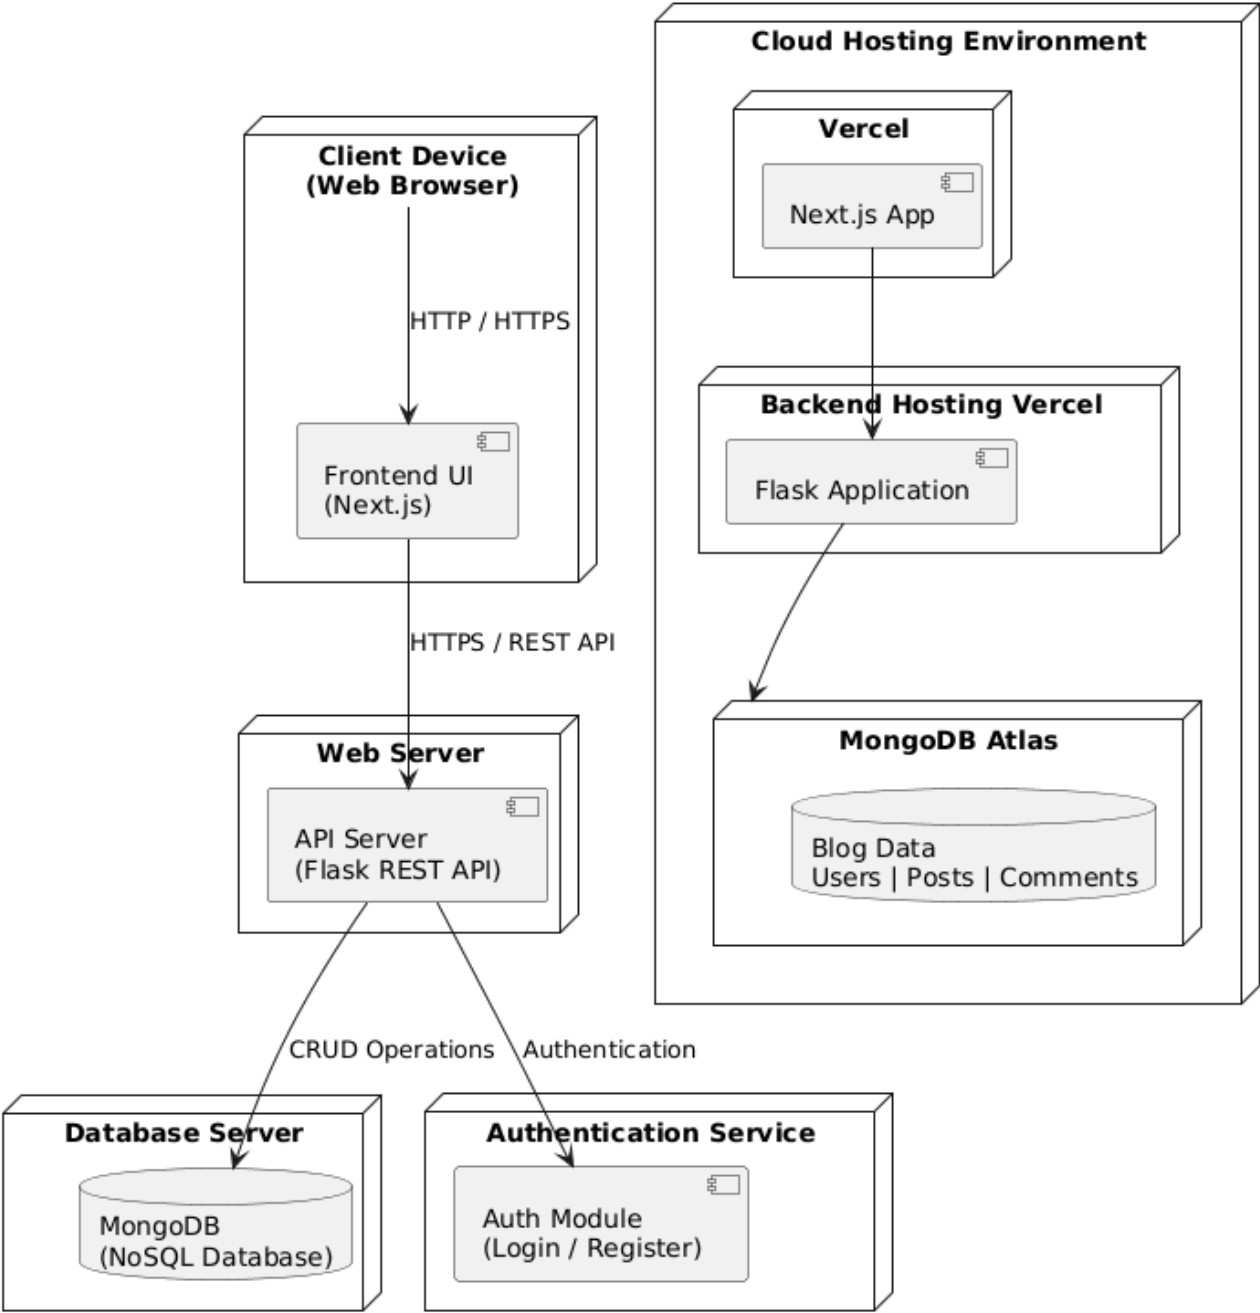 Client Device
(Web Browser)
HTTP / HTTPS
Frontend UI
(Next.js)
HTTPS / REST API
Web Server
API Server
(Flask REST API)
CRUD Operations
Authentication
Database Server
MongoDB
(NoSQL Database)
Authentication Service
Auth Module
(Login / Register)
Cloud Hosting Environment
Vercel
Next.js App
Backend Hosting Vercel
Flask Application
MongoDB Atlas
Blog Data
Users | Posts | Comments